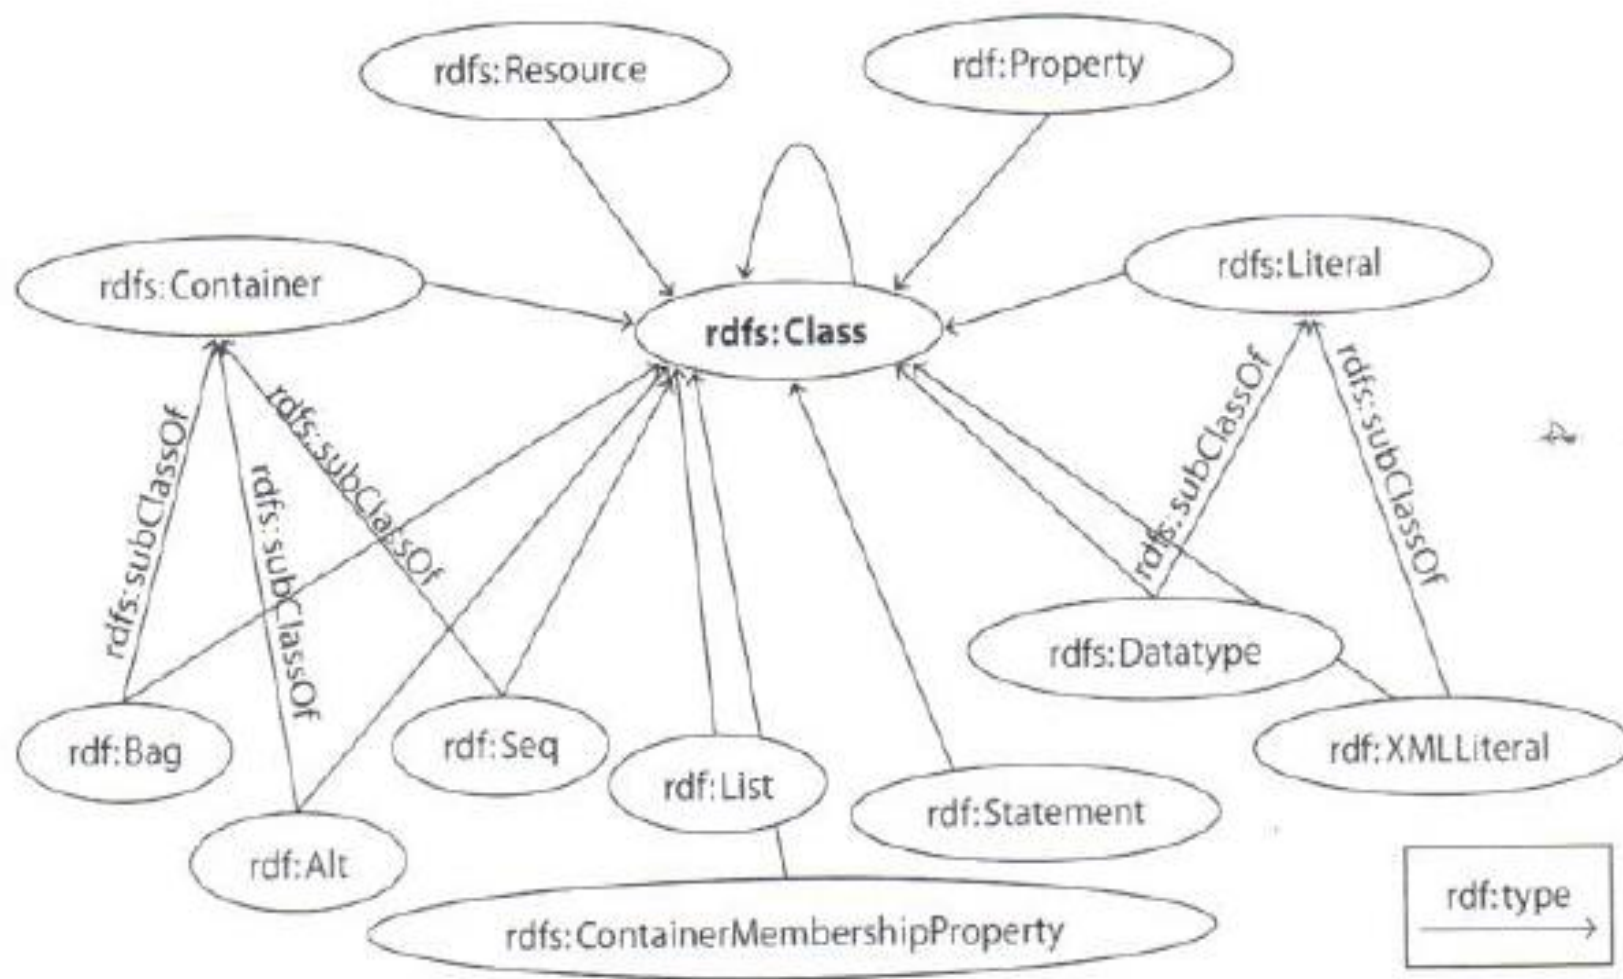 rdfs:Resource
rdf:Property
rdfs:Container
rdfs:Literal
rdfs:Class
rdfs:subClassOf
rdfs:subClassOf
rdfs:subClassOf
rdfs:subClassOf
rdfs:subClassOf
rdfs:Datatype
rdf:Bag
rdf:Seq
rdf:XMLLiteral
rdf:List
rdf:Statement
rdf:Alt
rdf:type
rdfs:ContainerMembershipProperty